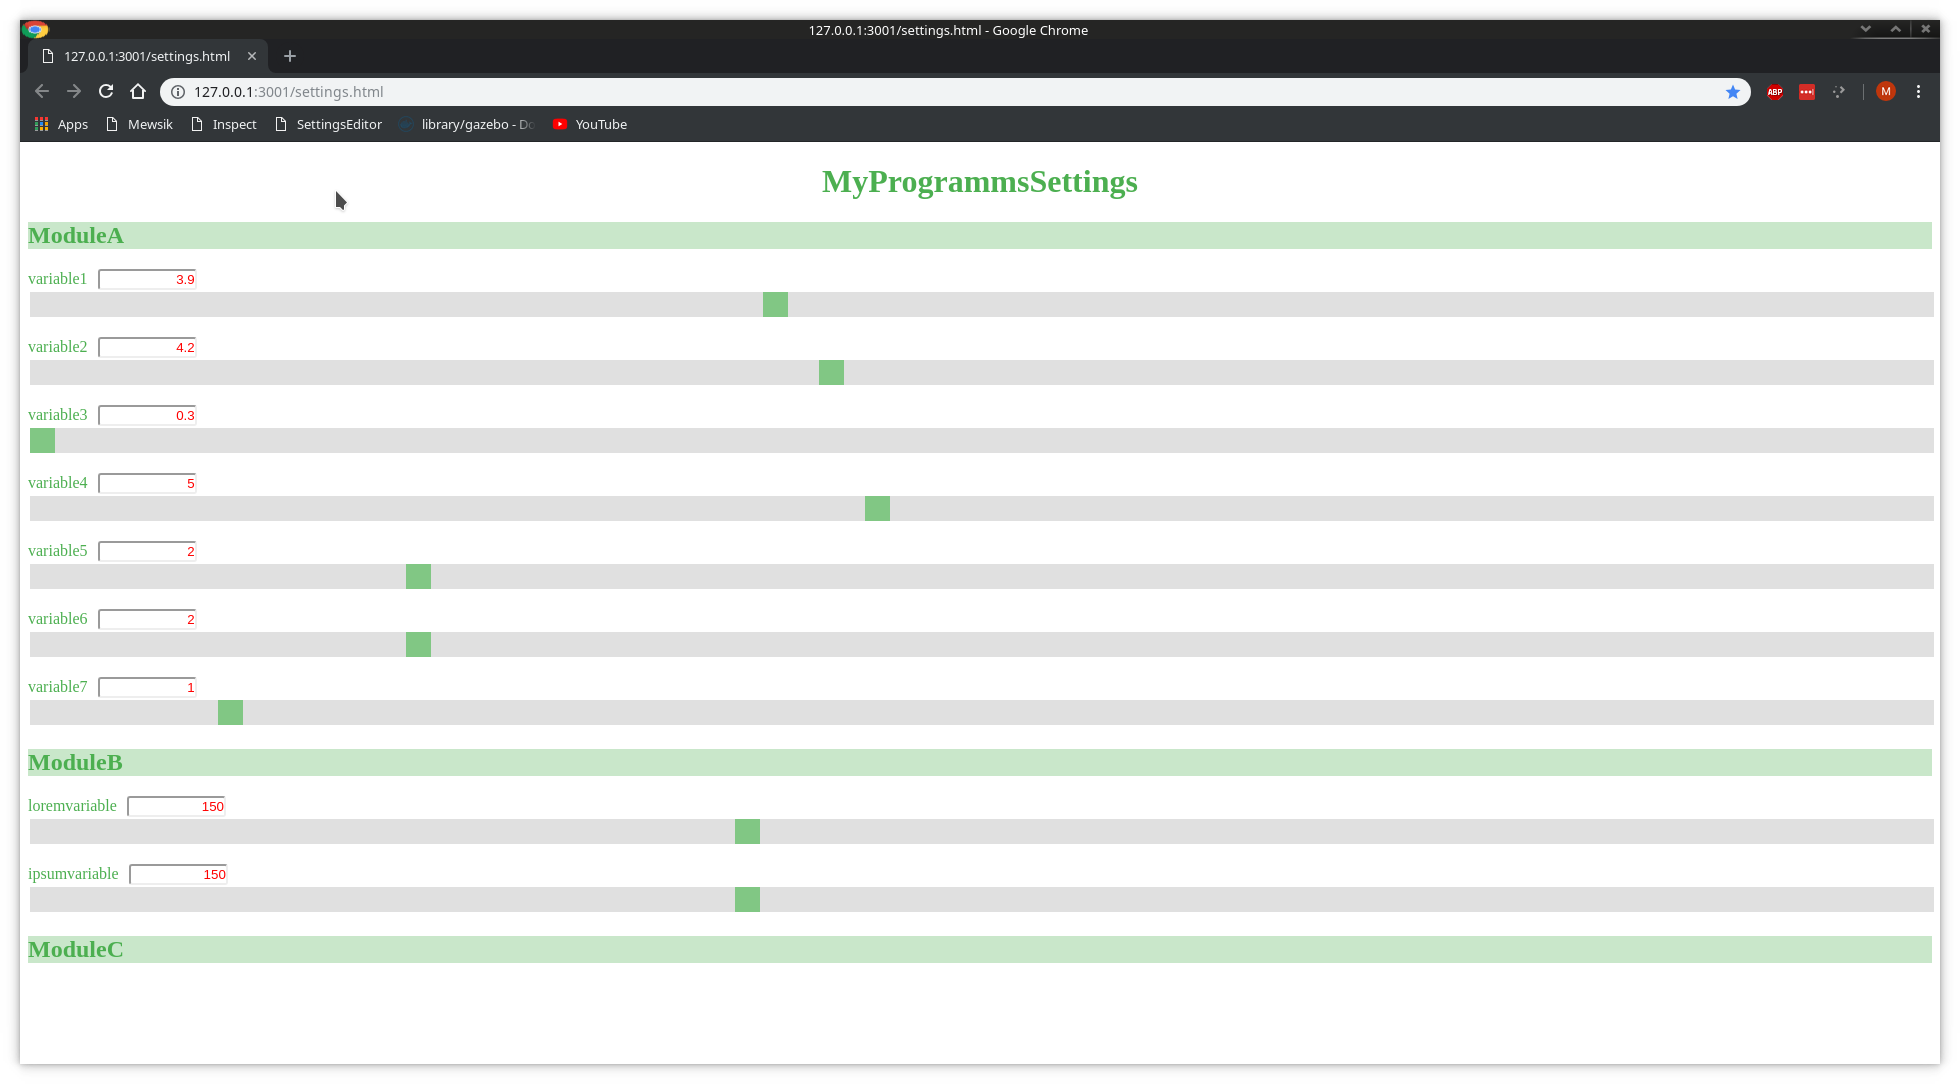 127.0.0.1:3001/settings.html - Google Chrome
127.0.0.1:3001/settings.html
127.0.0.1:3001/settings.html
ABP
M
Apps Mewsik Inspect SettingsEditor library/gazebo - Do YouTube
MyProgrammsSettings
ModuleA
variable1 3.9
variable2 4.2
variable3 0.3
variable4 5
variable5 2
variable6 2
variable7 1
ModuleB
loremvariable 150
ipsumvariable 150
ModuleC